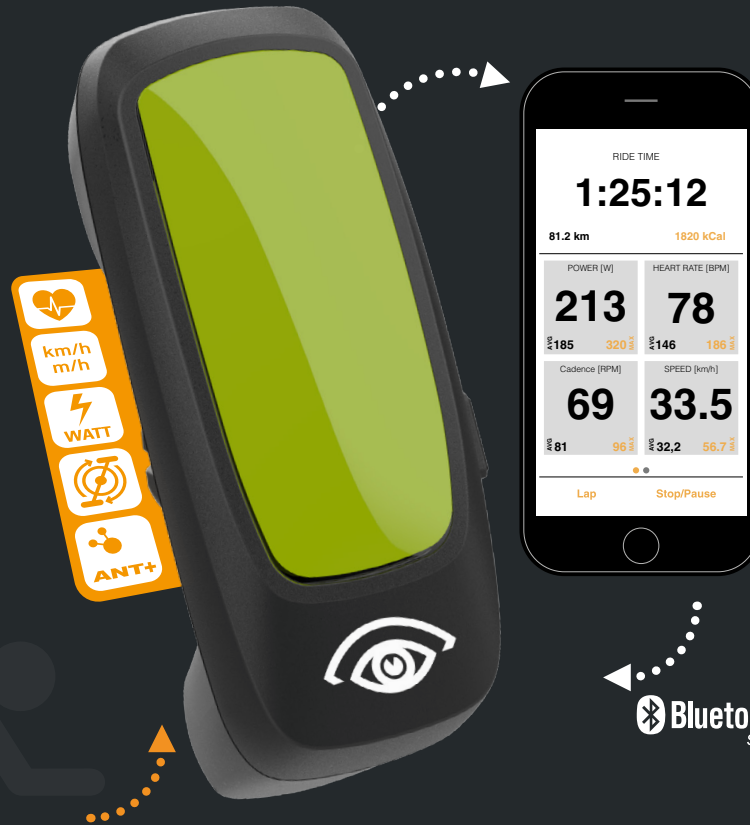 RIDE TIME
1:25:12
81.2 km 1820 kCal
POWER [W] HEART RATE [BPM]
213 78
AVG 185 320 MAX AVG 146 186 MAX
Cadence [RPM] SPEED [km/h]
69 33.5
AVG 81 96 MAX AVG 32,2 56.7 MAX
Lap Stop/Pause
km/h
m/h
WATT
ANT+
Blueto
S